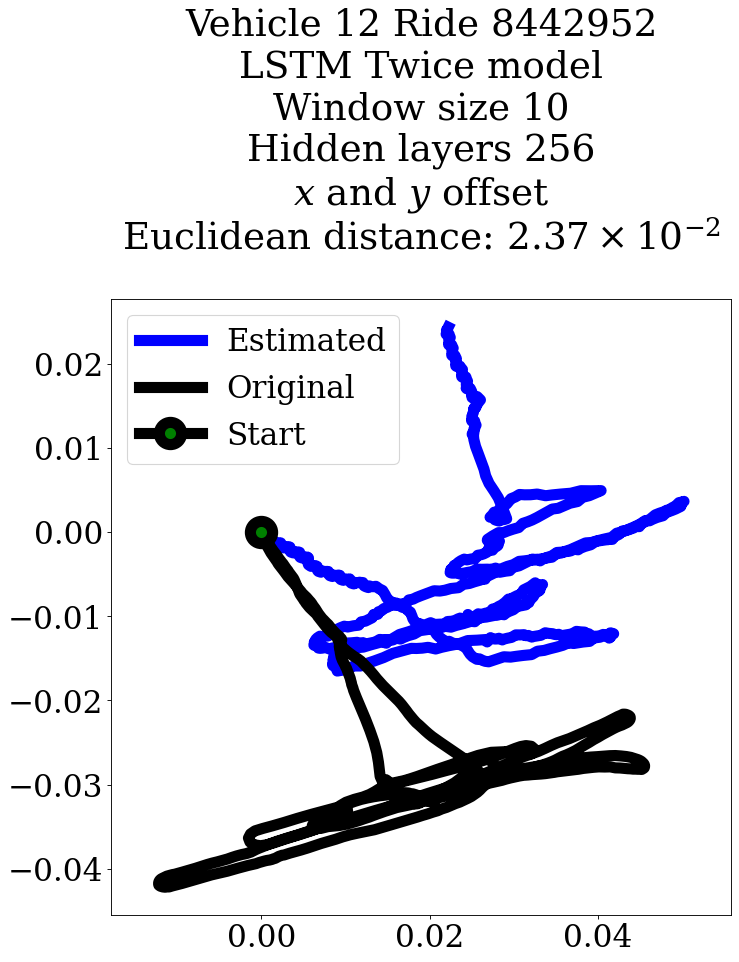 Vehicle 12 Ride 8442952
LSTM Twice model
Window size 10
Hidden layers 256
x and y offset
Euclidean distance: 2.37 × 10⁻²
Estimated
Original
Start
0.02
0.01
0.00
−0.01
−0.02
−0.03
−0.04
0.00 0.02 0.04